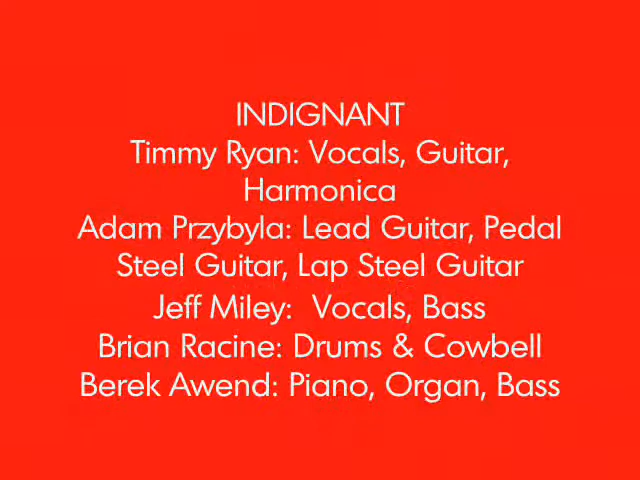 INDIGNANT
Timmy Ryan: Vocals, Guitar,
Harmonica
Adam Przybyla: Lead Guitar, Pedal
Steel Guitar, Lap Steel Guitar
Jeff Miley:  Vocals, Bass
Brian Racine: Drums & Cowbell
Berek Awend: Piano, Organ, Bass